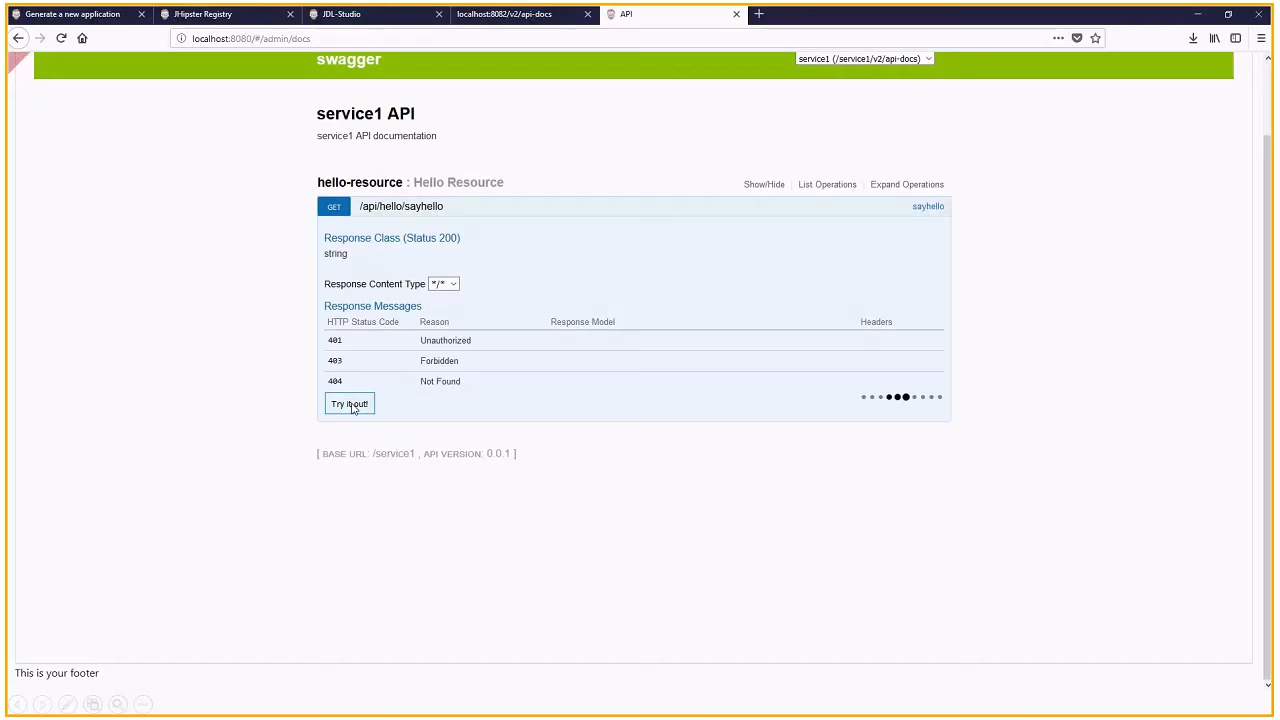 Generate a new application
JHipster Registry
JDL-Studio
localhost:8082/v2/api-docs
API
localhost:8080/#/admin/docs
swagger
service1 (/service1/v2/api-docs)
service1 API
service1 API documentation
hello-resource : Hello Resource
Show/Hide
List Operations
Expand Operations
GET
/api/hello/sayhello
sayhello
Response Class (Status 200)
string
Response Content Type */*
Response Messages
HTTP Status Code Reason Response Model Headers
401 Unauthorized
403 Forbidden
404 Not Found
Try it out!
[ BASE URL: /service1 , API VERSION: 0.0.1 ]
This is your footer